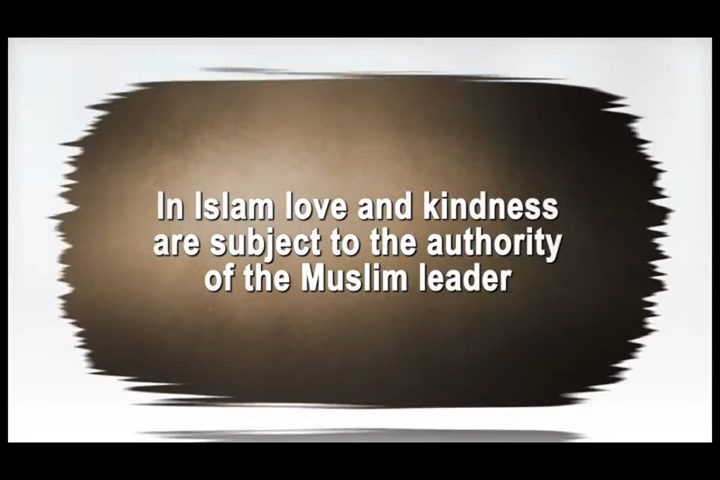 In Islam love and kindness
are subject to the authority
of the Muslim leader